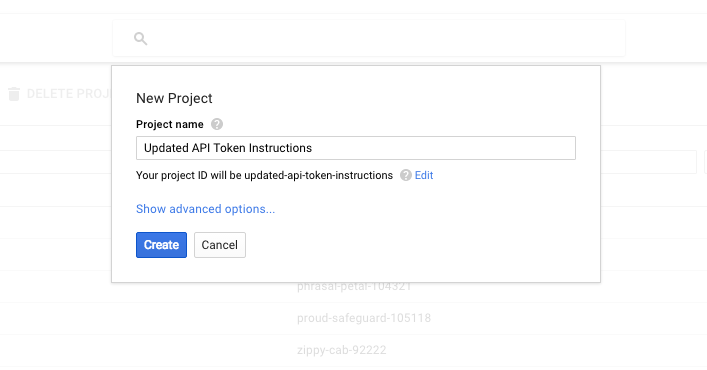 DELETE PROJ
New Project
Project name ?
Updated API Token Instructions
Your project ID will be updated-api-token-instructions ? Edit
Show advanced options...
Create Cancel
phrasal-petal-104321
proud-safeguard-105118
zippy-cab-92222